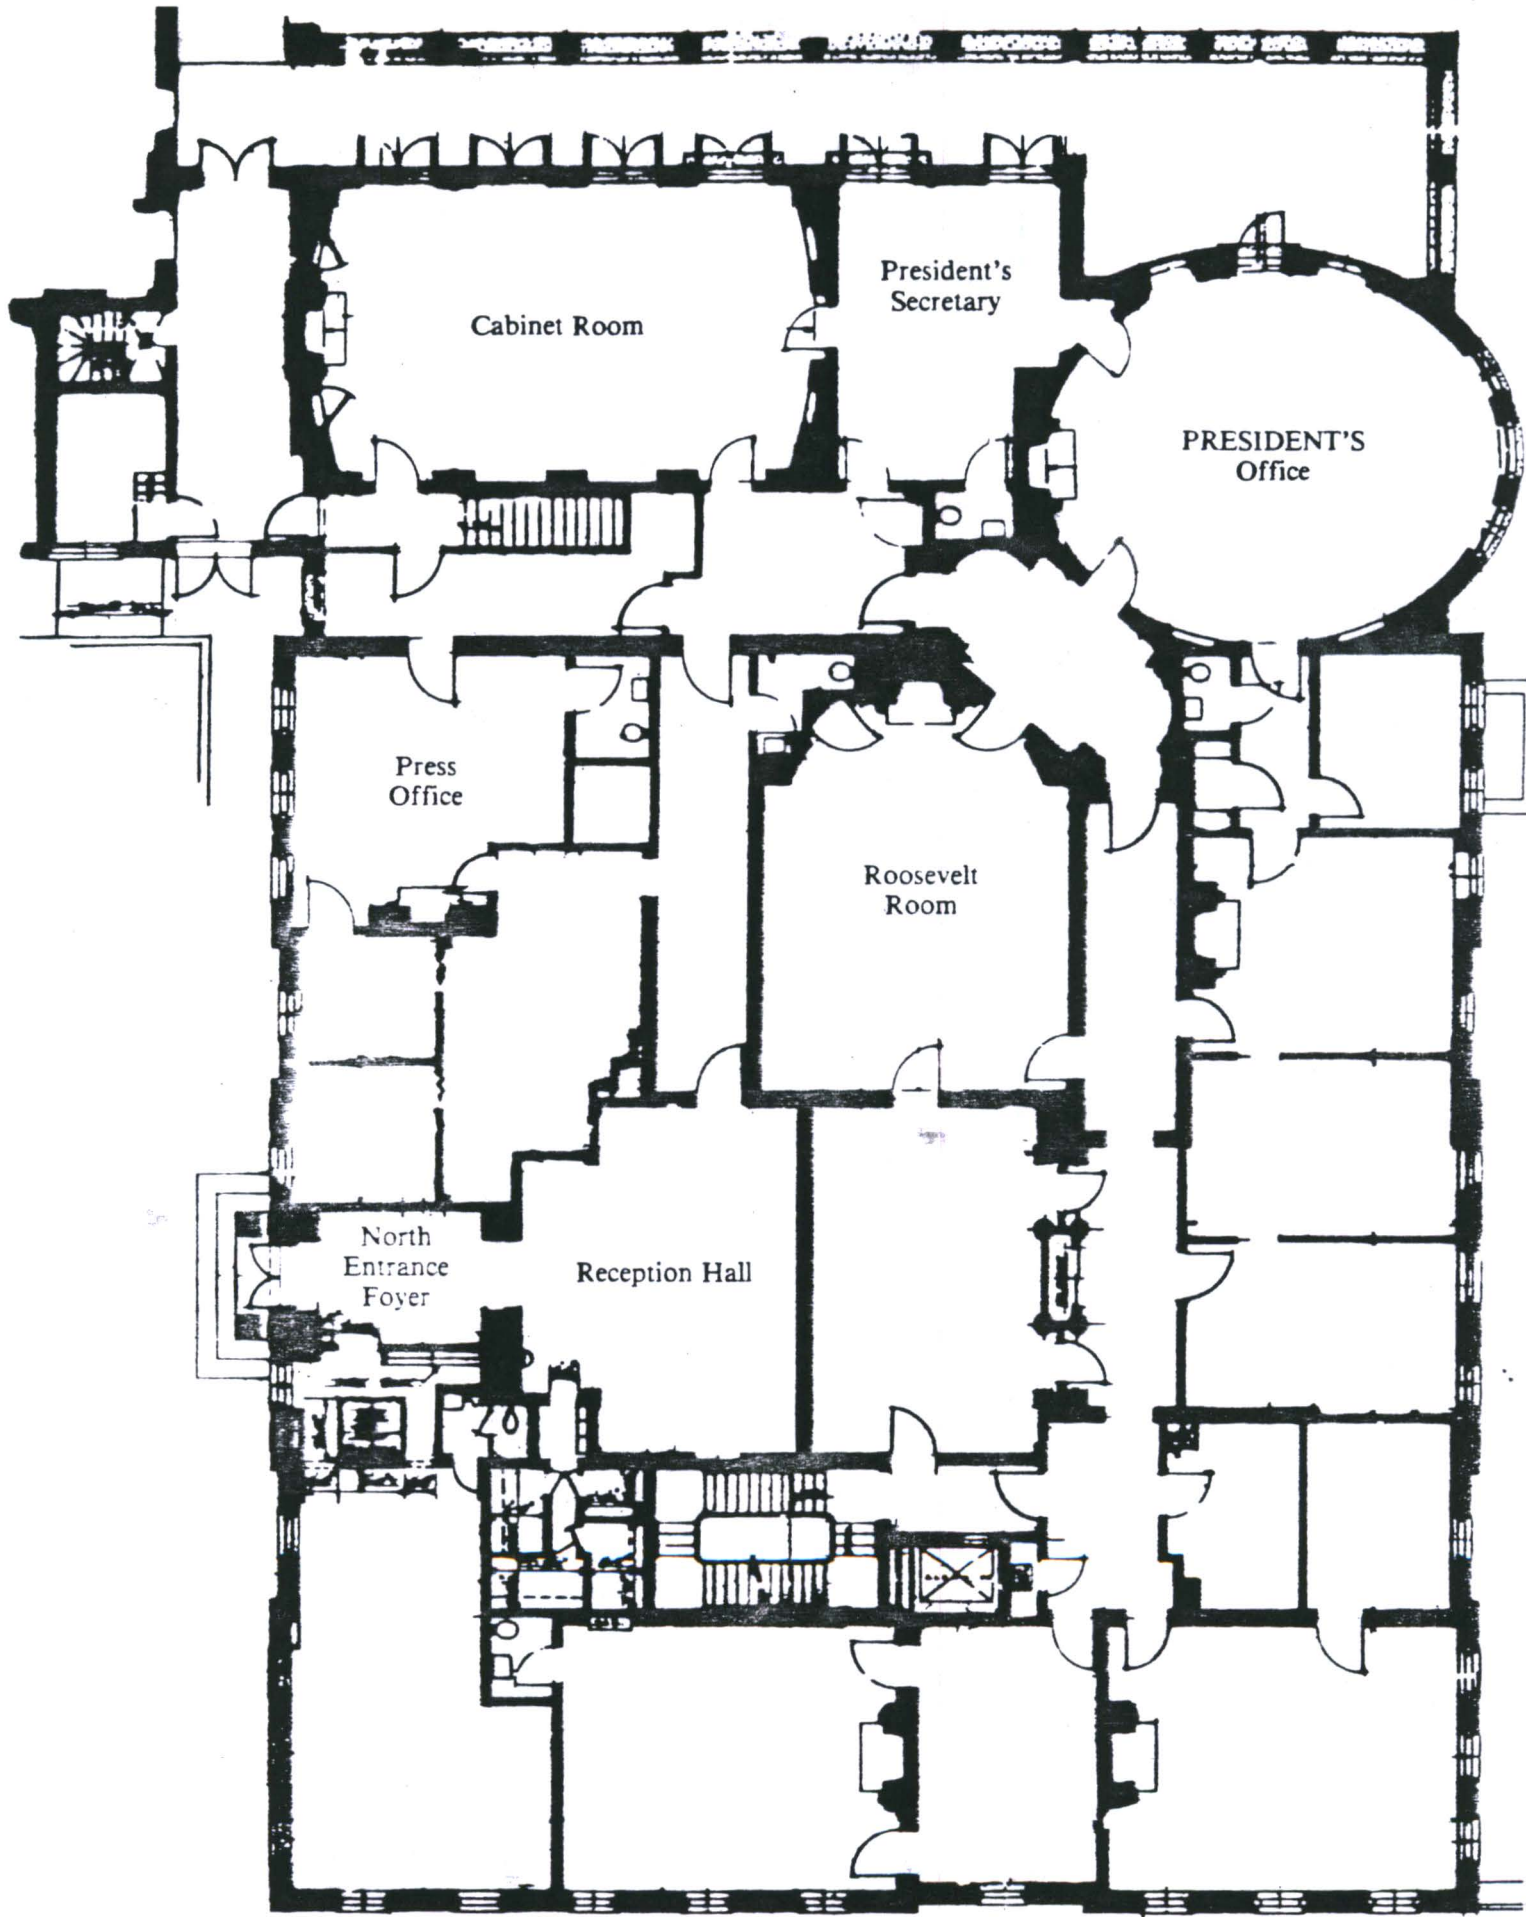 Cabinet Room
President's
Secretary
PRESIDENT'S
Office
Press
Office
Roosevelt
Room
North
Entrance
Foyer
Reception Hall